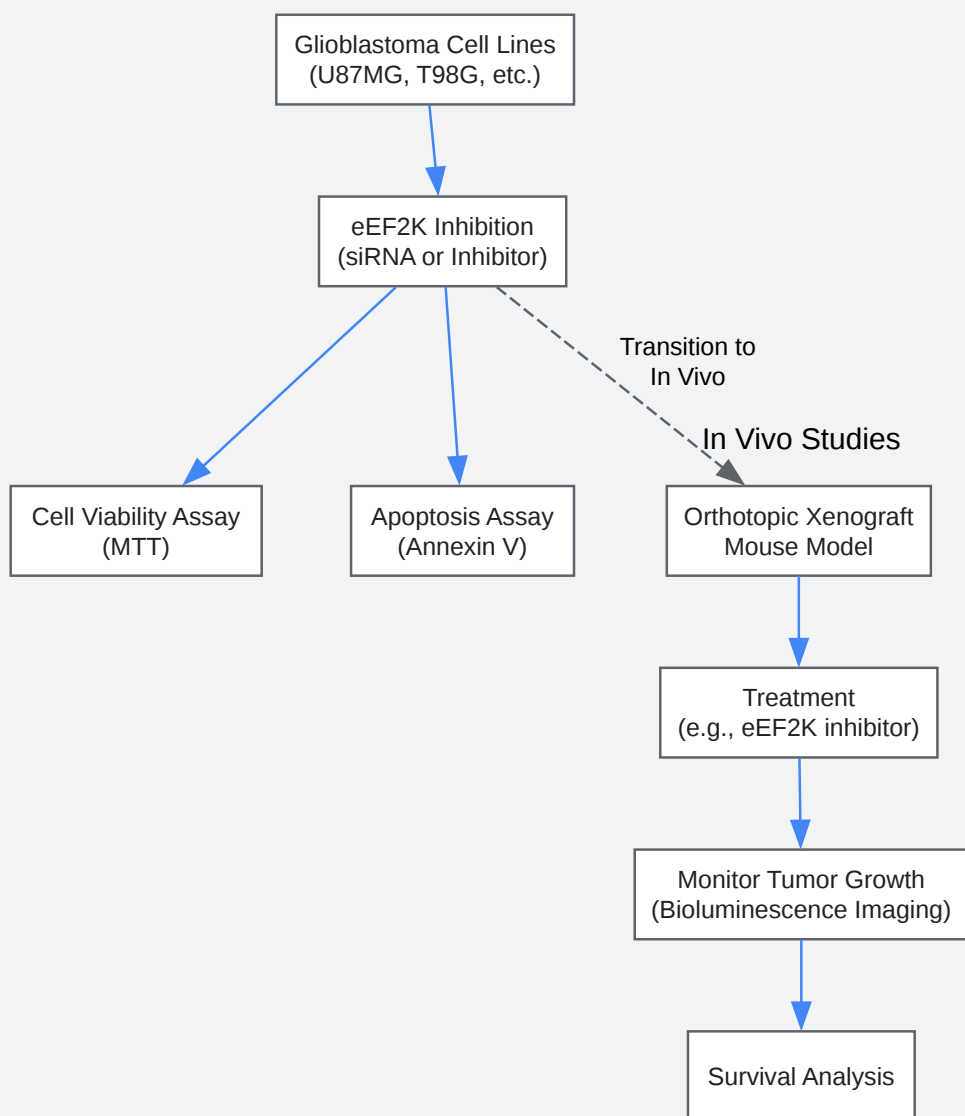 Glioblastoma Cell Lines
(U87MG, T98G, etc.)
eEF2K Inhibition
(siRNA or Inhibitor)
Transition to
In Vivo
In Vivo Studies
Cell Viability Assay
(MTT)
Apoptosis Assay
(Annexin V)
Orthotopic Xenograft
Mouse Model
Treatment
(e.g., eEF2K inhibitor)
Monitor Tumor Growth
(Bioluminescence Imaging)
Survival Analysis